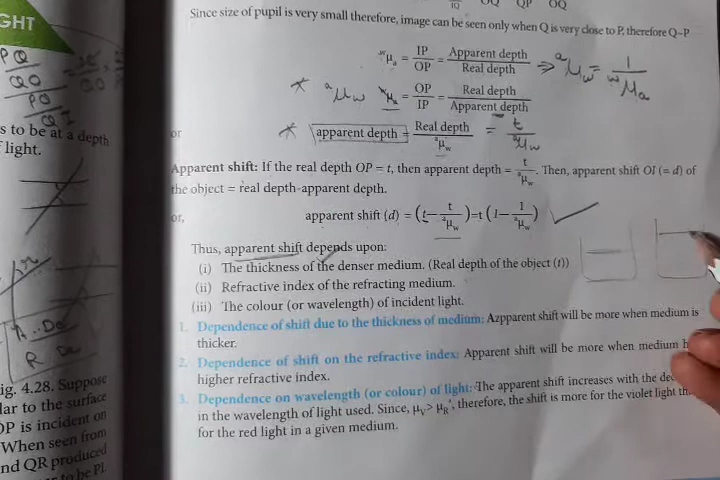 GHT
s to be at a depth
f light.
ig. 4.28. Suppose
lar to the surface
OP is incident on
When seen from
nd QR produced
Since size of pupil is very small therefore, image can be seen only when Q is very close to P, therefore Q~P
ʷμₐ = IP/OP = Apparent depth/Real depth ⇒ ᵃμw = 1/ʷμₐ
* ᵃμw = OP/IP = Real depth/Apparent depth
or * apparent depth = Real depth/ᵃμw = t/ᵃμw
Apparent shift: If the real depth OP = t, then apparent depth = t/ᵃμw. Then, apparent shift OI (= d) of
the object = real depth-apparent depth.
or, apparent shift (d) = (t − t/ᵃμw) = t (1 − 1/ᵃμw)
Thus, apparent shift depends upon:
(i) The thickness of the denser medium. (Real depth of the object (t))
(ii) Refractive index of the refracting medium.
(iii) The colour (or wavelength) of incident light.
1. Dependence of shift due to the thickness of medium: Azpparent shift will be more when medium is
thicker.
2. Dependence of shift on the refractive index: Apparent shift will be more when medium h
higher refractive index.
3. Dependence on wavelength (or colour) of light: The apparent shift increases with the dec
in the wavelength of light used. Since, μV > μR, therefore, the shift is more for the violet light th
for the red light in a given medium.